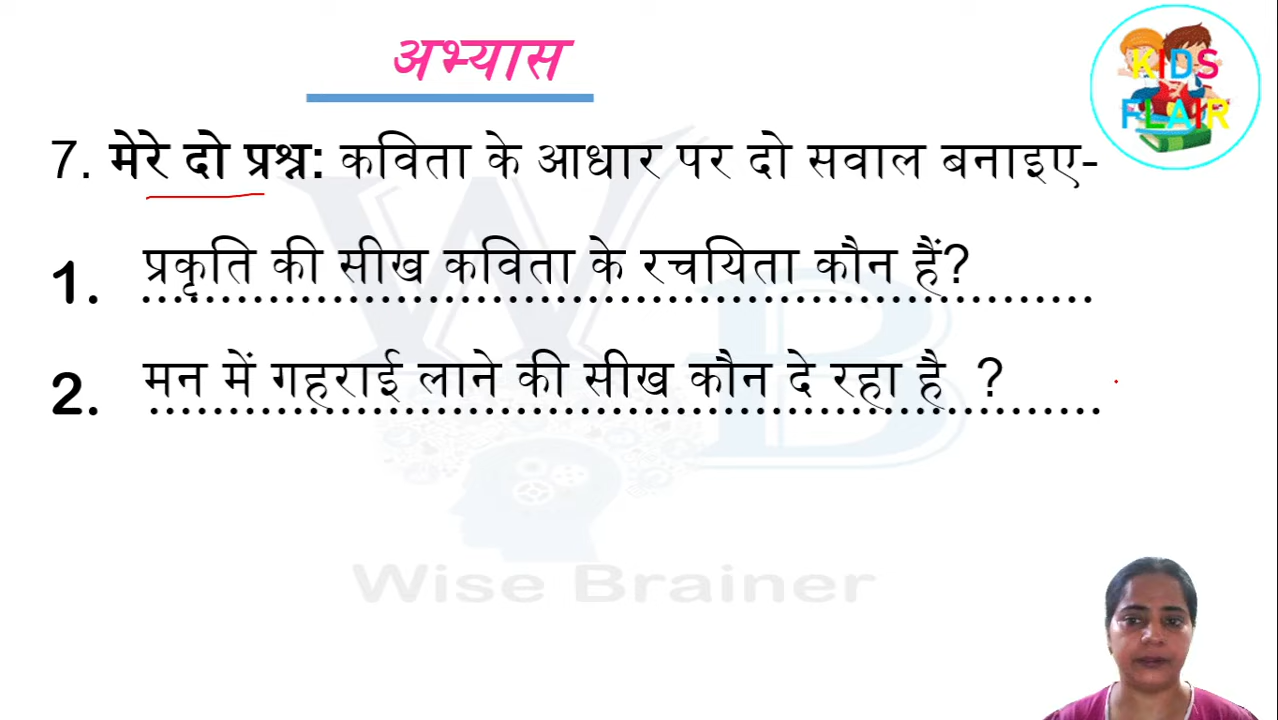 अभ्यास
KIDS
FLAIR
7. मेरे दो प्रश्न: कविता के आधार पर दो सवाल बनाइए-
1. प्रकृति की सीख कविता के रचयिता कौन हैं?
2. मन में गहराई लाने की सीख कौन दे रहा है ?
WB
Wise Brainer